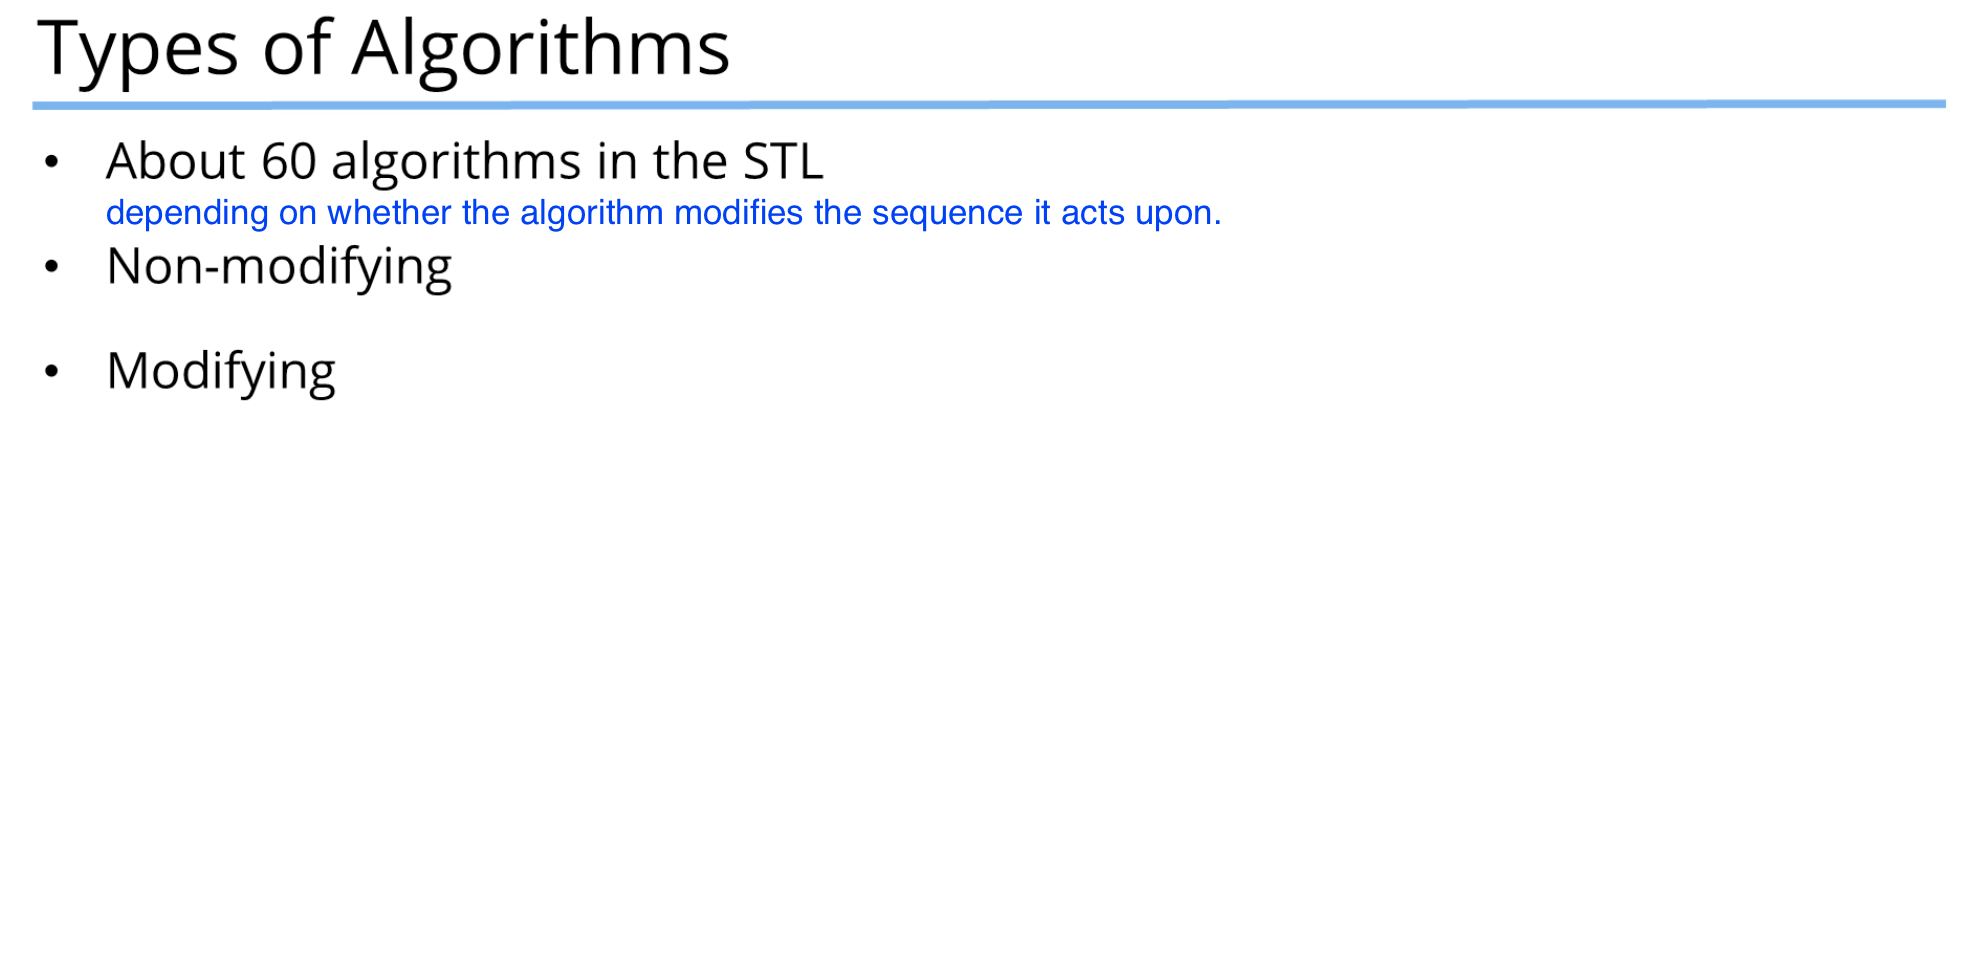 Types of Algorithms
• About 60 algorithms in the STL
depending on whether the algorithm modifies the sequence it acts upon.
• Non-modifying
• Modifying